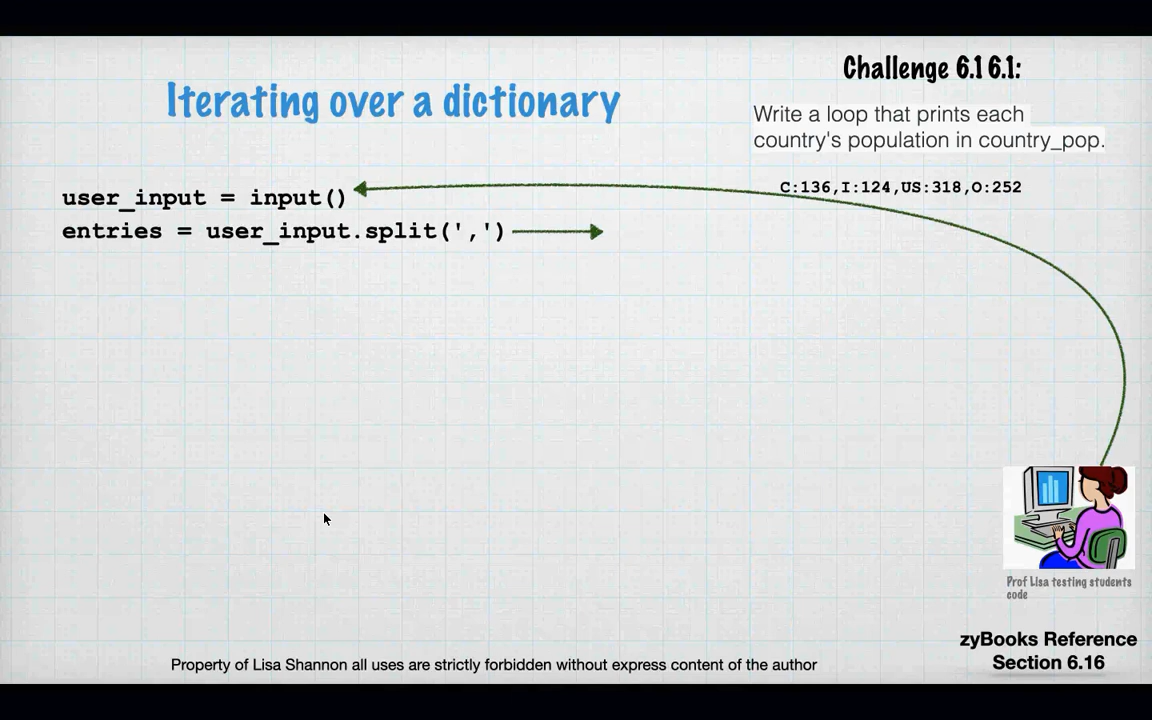 Iterating over a dictionary
Challenge 6.16.1:
Write a loop that prints each
country's population in country_pop.
C:136,I:124,US:318,O:252
user_input = input()
entries = user_input.split(',')
Prof Lisa testing students
code
zyBooks Reference
Section 6.16
Property of Lisa Shannon all uses are strictly forbidden without express content of the author